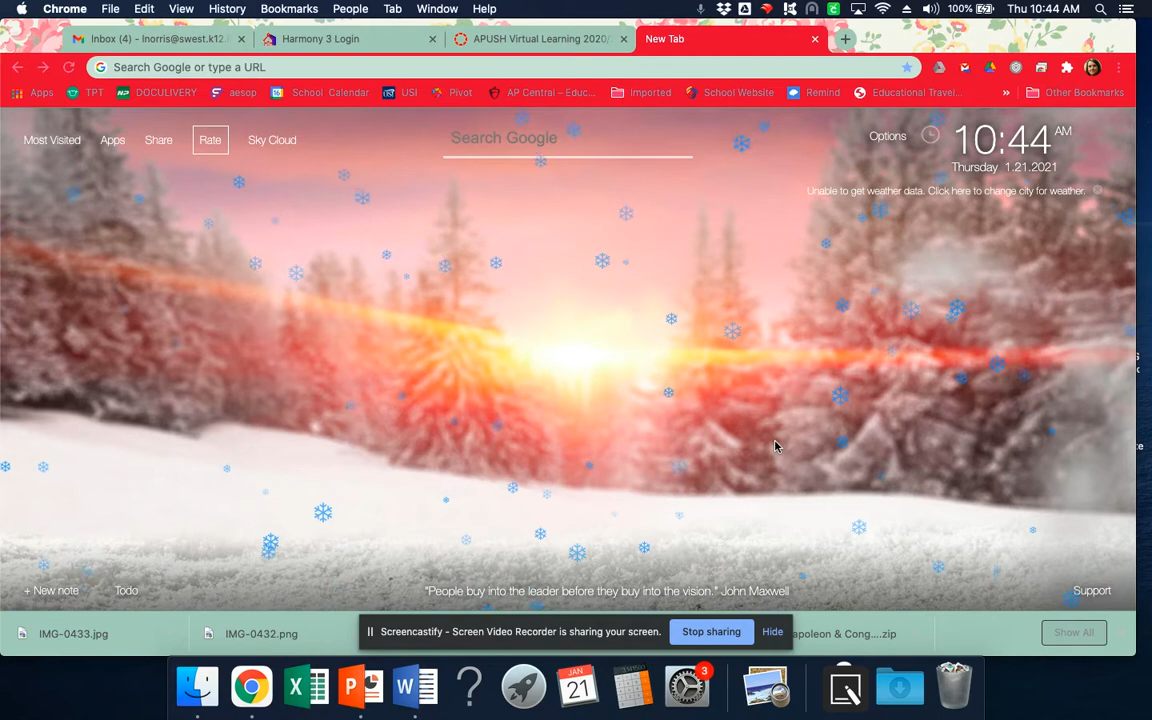 Chrome File Edit View History Bookmarks People Tab Window Help 100% Thu 10:44 AM
Inbox (4) - lnorris@swest.k12. Harmony 3 Login APUSH Virtual Learning 2020/ New Tab
Search Google or type a URL
Apps TPT DOCULIVERY aesop School Calendar USI Pivot AP Central – Educ... Imported School Website Remind Educational Travel... » Other Bookmarks
Most Visited Apps Share Rate Sky Cloud Search Google Options 10:44 AM
Thursday 1.21.2021
Unable to get weather data. Click here to change city for weather.
+ New note Todo "People buy into the leader before they buy into the vision." John Maxwell Support
IMG-0433.jpg IMG-0432.png Screencastify - Screen Video Recorder is sharing your screen. Stop sharing Hide apoleon & Cong....zip Show All
JAN 3
21